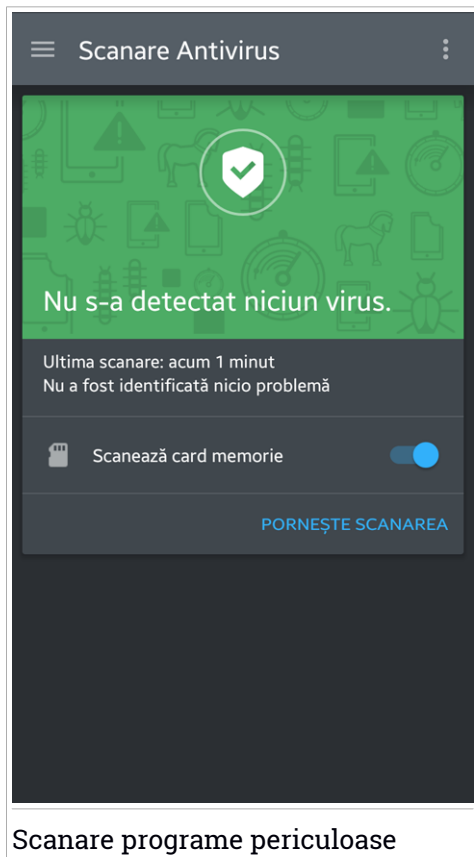 Scanare Antivirus
Nu s-a detectat niciun virus.
Ultima scanare: acum 1 minut
Nu a fost identificată nicio problemă
Scanează card memorie
PORNEȘTE SCANAREA
Scanare programe periculoase